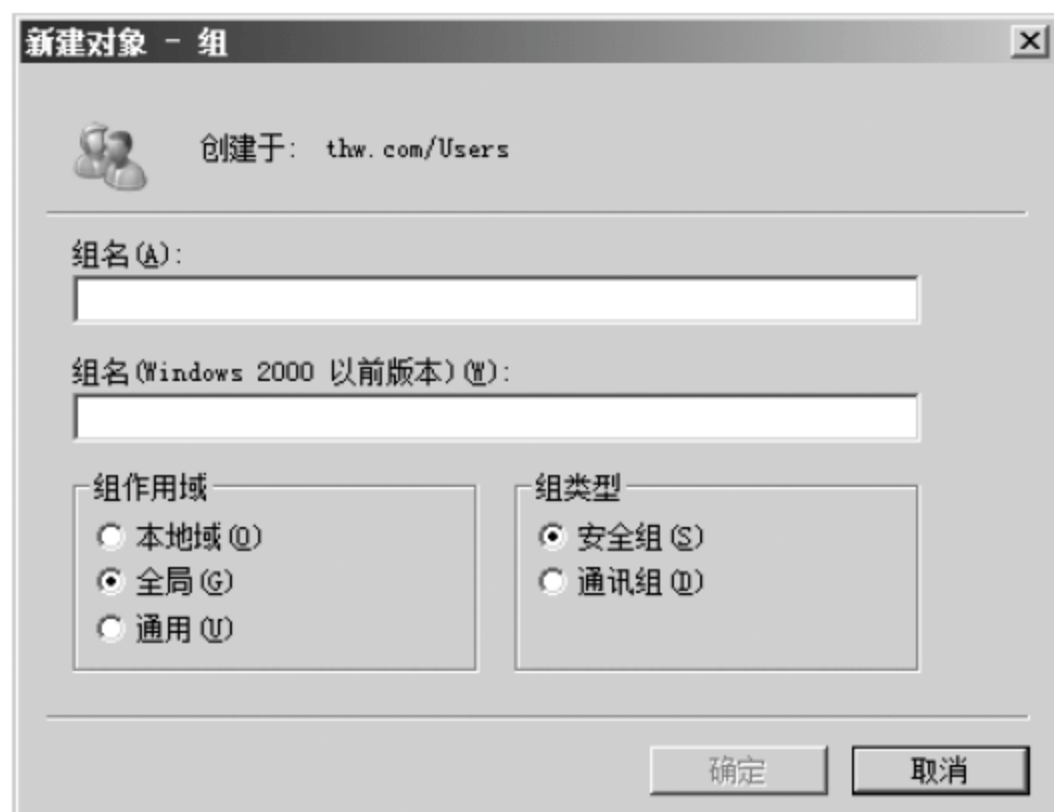 新建对象 - 组
创建于: thw.com/Users
组名(A):
组名(Windows 2000 以前版本)(W):
组作用域
本地域(O)
全局(G)
通用(U)
组类型
安全组(S)
通讯组(D)
确定
取消